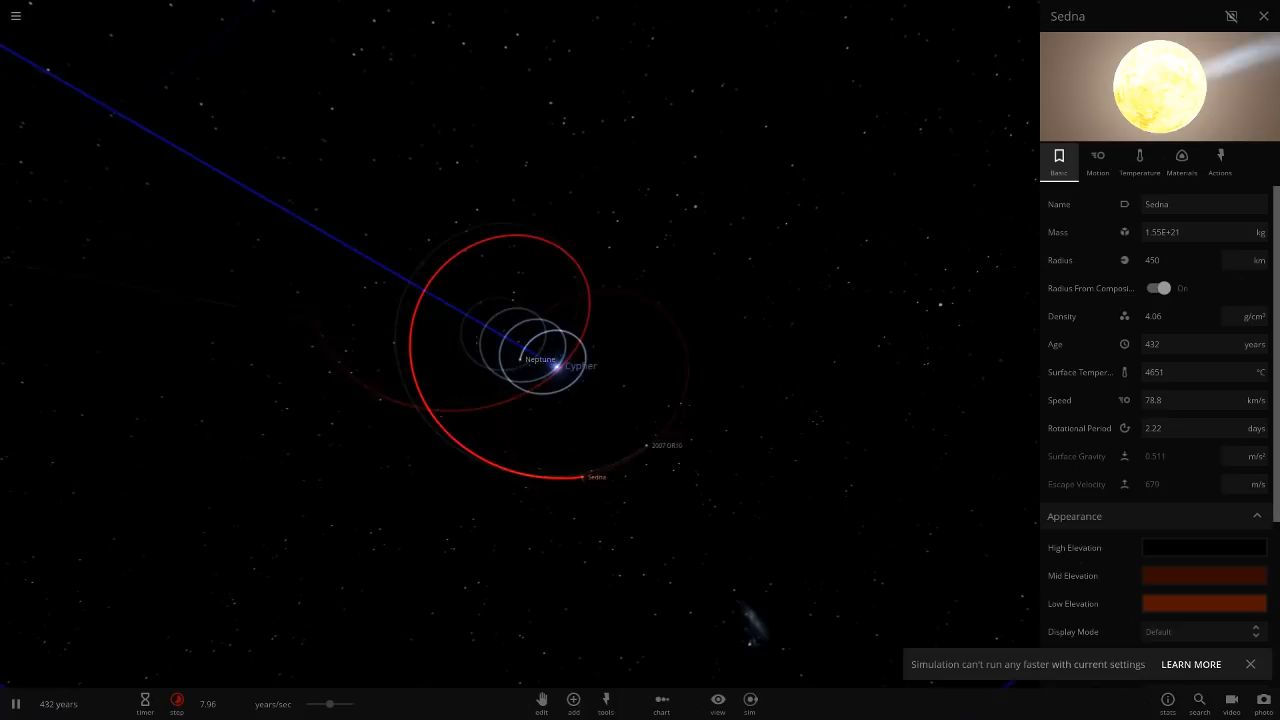 Sedna
Basic
Motion
Temperature
Materials
Actions
Name Sedna
Mass 1.55E+21 kg
Radius 450 km
Radius From Composi... On
Density 4.06 g/cm²
Age 432 years
Surface Temper... 4651 °C
Speed 78.8 km/s
Rotational Period 2.22 days
Surface Gravity 0.511 m/s²
Escape Velocity 679 m/s
Appearance
High Elevation
Mid Elevation
Low Elevation
Display Mode Default
Neptune
Cypher
2007 OR10
Sedna
Simulation can't run any faster with current settings LEARN MORE
432 years
timer
step
7.96 years/sec
edit
add
tools
chart
view
sim
stats
search
video
photo